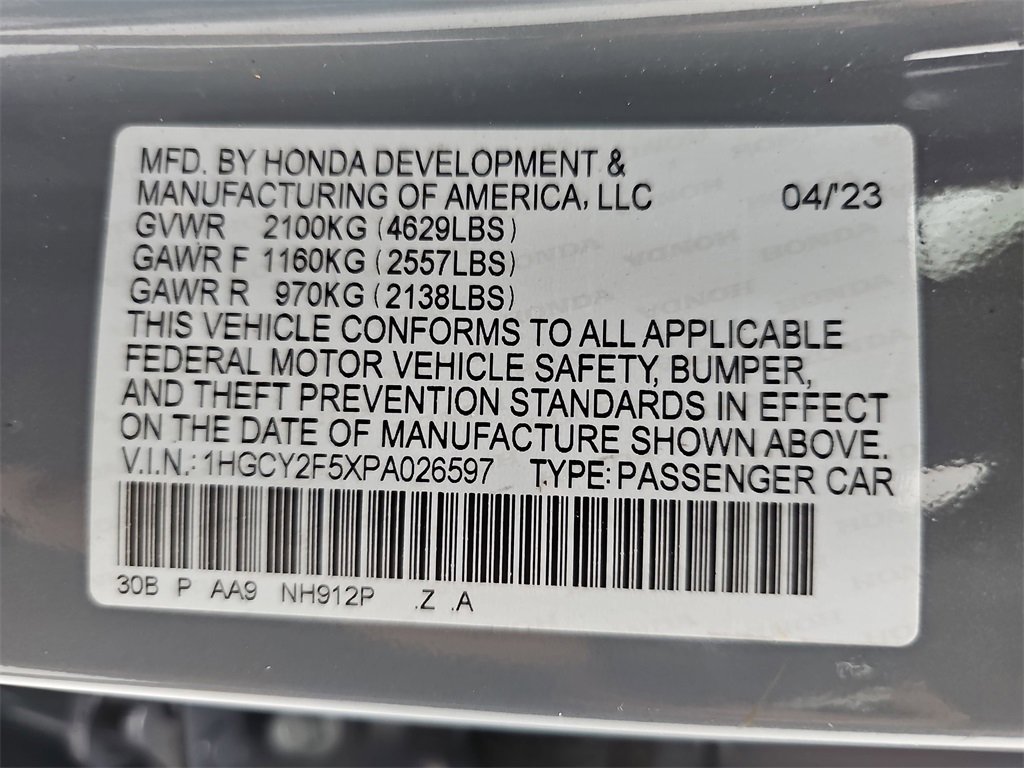 MFD. BY HONDA DEVELOPMENT &
MANUFACTURING OF AMERICA, LLC 04/'23
GVWR 2100KG (4629LBS)
GAWR F 1160KG (2557LBS)
GAWR R 970KG (2138LBS)
THIS VEHICLE CONFORMS TO ALL APPLICABLE
FEDERAL MOTOR VEHICLE SAFETY, BUMPER,
AND THEFT PREVENTION STANDARDS IN EFFECT
ON THE DATE OF MANUFACTURE SHOWN ABOVE.
V.I.N.: 1HGCY2F5XPA026597 TYPE: PASSENGER CAR
30B P AA9 NH912P .Z .A